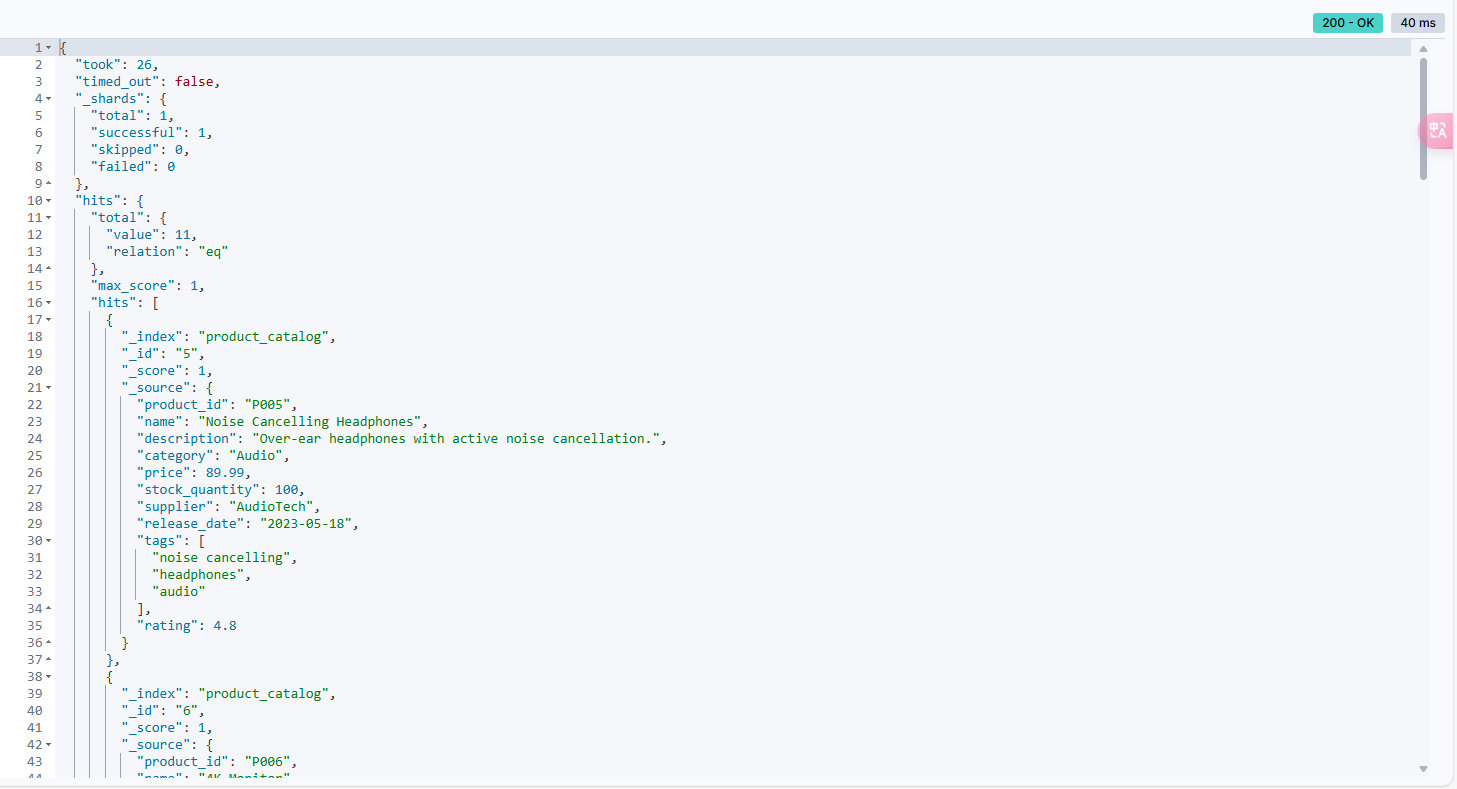 200 - OK 40 ms
1 {
2 "took": 26,
3 "timed_out": false,
4 "_shards": {
5 "total": 1,
6 "successful": 1,
7 "skipped": 0,
8 "failed": 0
9 },
10 "hits": {
11 "total": {
12 "value": 11,
13 "relation": "eq"
14 },
15 "max_score": 1,
16 "hits": [
17 {
18 "_index": "product_catalog",
19 "_id": "5",
20 "_score": 1,
21 "_source": {
22 "product_id": "P005",
23 "name": "Noise Cancelling Headphones",
24 "description": "Over-ear headphones with active noise cancellation.",
25 "category": "Audio",
26 "price": 89.99,
27 "stock_quantity": 100,
28 "supplier": "AudioTech",
29 "release_date": "2023-05-18",
30 "tags": [
31 "noise cancelling",
32 "headphones",
33 "audio"
34 ],
35 "rating": 4.8
36 }
37 },
38 {
39 "_index": "product_catalog",
40 "_id": "6",
41 "_score": 1,
42 "_source": {
43 "product_id": "P006",
44 "name": "4K Monitor"